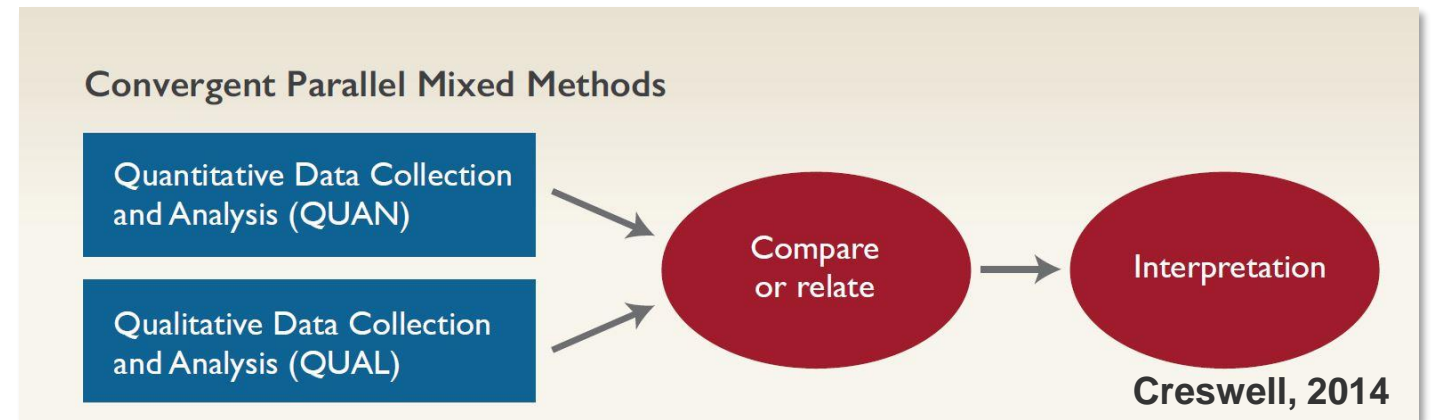 Convergent Parallel Mixed Methods
Quantitative Data Collection
and Analysis (QUAN)
Qualitative Data Collection
and Analysis (QUAL)
Compare
or relate
Interpretation
Creswell, 2014